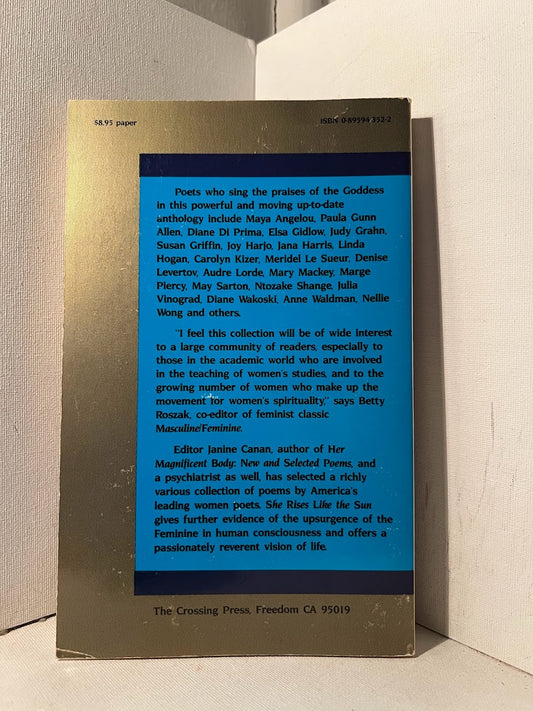 $8.95 paper
ISBN 0-89594-352-2
Poets who sing the praises of the Goddess
in this powerful and moving up-to-date
anthology include Maya Angelou, Paula Gunn
Allen, Diane Di Prima, Elsa Gidlow, Judy Grahn,
Susan Griffin, Joy Harjo, Jana Harris, Linda
Hogan, Carolyn Kizer, Meridel Le Sueur, Denise
Levertov, Audre Lorde, Mary Mackey, Marge
Piercy, May Sarton, Ntozake Shange, Julia
Vinograd, Diane Wakoski, Anne Waldman, Nellie
Wong and others.
"I feel this collection will be of wide interest
to a large community of readers, especially to
those in the academic world who are involved
in the teaching of women's studies, and to the
growing number of women who make up the
movement for women's spirituality," says Betty
Roszak, co-editor of feminist classic
Masculine/Feminine.
Editor Janine Canan, author of Her
Magnificent Body: New and Selected Poems, and
a psychiatrist as well, has selected a richly
various collection of poems by America's
leading women poets. She Rises Like the Sun
gives further evidence of the upsurgence of the
Feminine in human consciousness and offers a
passionately reverent vision of life.
The Crossing Press, Freedom CA 95019